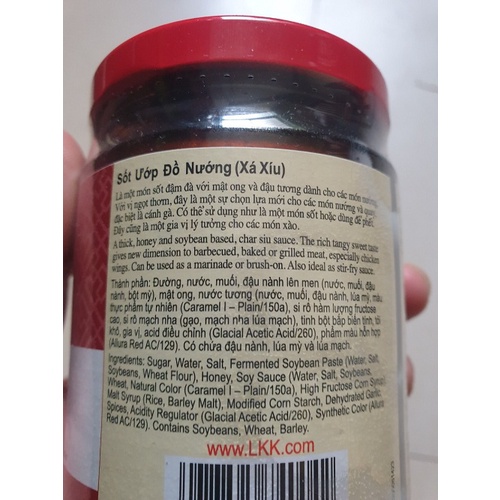 Sốt Ướp Đồ Nướng (Xá Xíu)
Là một món sốt đậm đà với mật ong và đậu tương dành cho các món nướng.
Với vị ngọt thơm, đây là một sự chọn lựa mới cho các món nướng và quay,
đặc biệt là cánh gà. Có thể sử dụng như là một món sốt hoặc dùng để phết.
Đây cũng là một gia vị lý tưởng cho các món xào.
A thick, honey and soybean based, char siu sauce. The rich tangy sweet taste
gives new dimension to barbecued, baked or grilled meat, especially chicken
wings. Can be used as a marinade or brush-on. Also ideal as stir-fry sauce.
Thành phần: Đường, nước, muối, đậu nành lên men (nước, muối, đậu
nành, bột mỳ), mật ong, nước tương (nước, muối, đậu nành, lúa mỳ, màu
thực phẩm tự nhiên (Caramel I – Plain/150a), si rô hàm lượng fructose
cao, si rô mạch nha (gạo, mạch nha lúa mạch), tinh bột bắp biến tính, tỏi
khô, gia vị, acid điều chỉnh (Glacial Acetic Acid/260), phẩm màu hỗn hợp
(Allura Red AC/129). Có chứa đậu nành, lúa mỳ và lúa mạch.
Ingredients: Sugar, Water, Salt, Fermented Soybean Paste (Water, Salt,
Soybeans, Wheat Flour), Honey, Soy Sauce (Water, Salt, Soybeans,
Wheat, Natural Color (Caramel I – Plain/150a), High Fructose Corn Syrup,
Malt Syrup (Rice, Barley Malt), Modified Corn Starch, Dehydrated Garlic,
Spices, Acidity Regulator (Glacial Acetic Acid/260), Synthetic Color (Allura
Red AC/129). Contains Soybeans, Wheat, Barley.
www.LKK.com